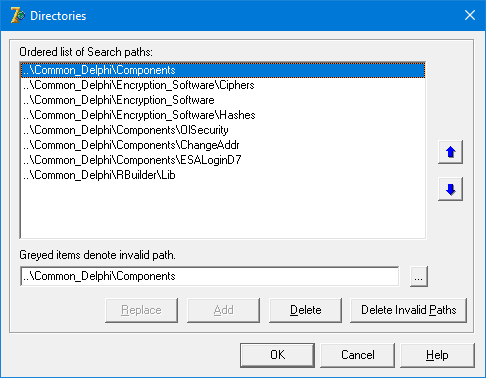 Directories
Ordered list of Search paths:
..\Common_Delphi\Components
..\Common_Delphi\Encryption_Software\Ciphers
..\Common_Delphi\Encryption_Software
..\Common_Delphi\Encryption_Software\Hashes
..\Common_Delphi\Components\OISecurity
..\Common_Delphi\Components\ChangeAddr
..\Common_Delphi\Components\ESALoginD7
..\Common_Delphi\RBuilder\Lib
Greyed items denote invalid path.
..\Common_Delphi\Components
...
Replace Add Delete Delete Invalid Paths
OK Cancel Help